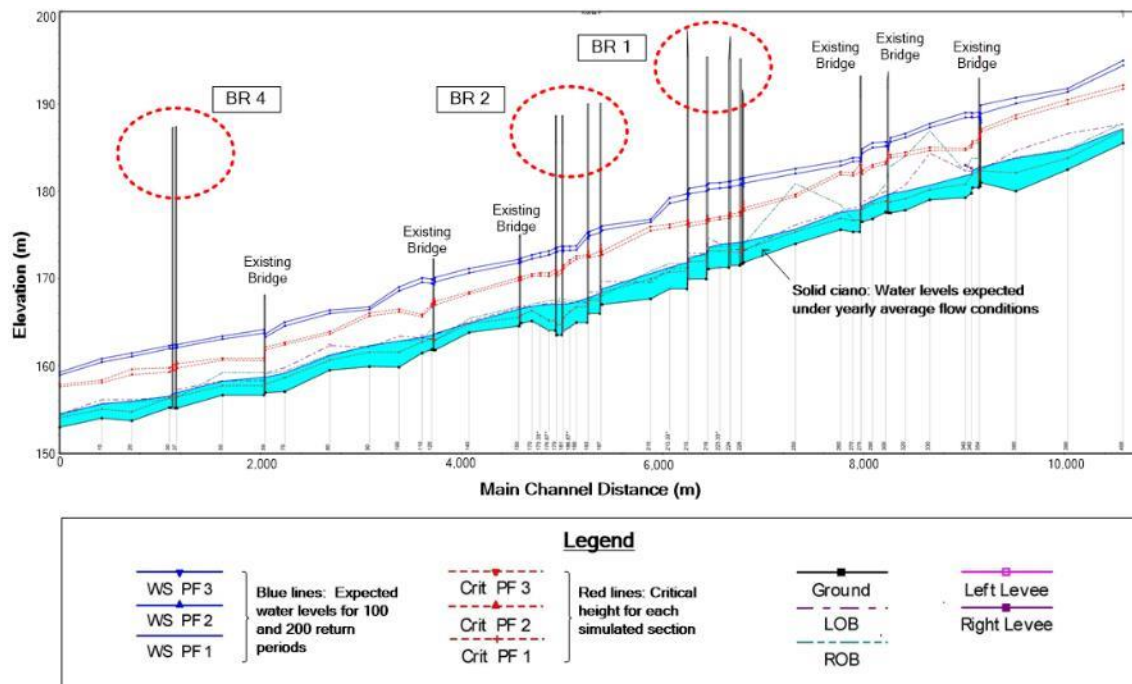 200
190
180
170
160
150
Elevation (m)
BR 4
BR 2
BR 1
Existing
Bridge
Existing
Bridge
Existing
Bridge
Existing
Bridge
Existing
Bridge
Existing
Bridge
Solid ciano: Water levels expected
under yearly average flow conditions
0
2,000
4,000
6,000
8,000
10,000
Main Channel Distance (m)
Legend
WS PF 3
WS PF 2
WS PF 1
Blue lines: Expected
water levels for 100
and 200 return
periods
Crit PF 3
Crit PF 2
Crit PF 1
Red lines: Critical
height for each
simulated section
Ground
LOB
ROB
Left Levee
Right Levee